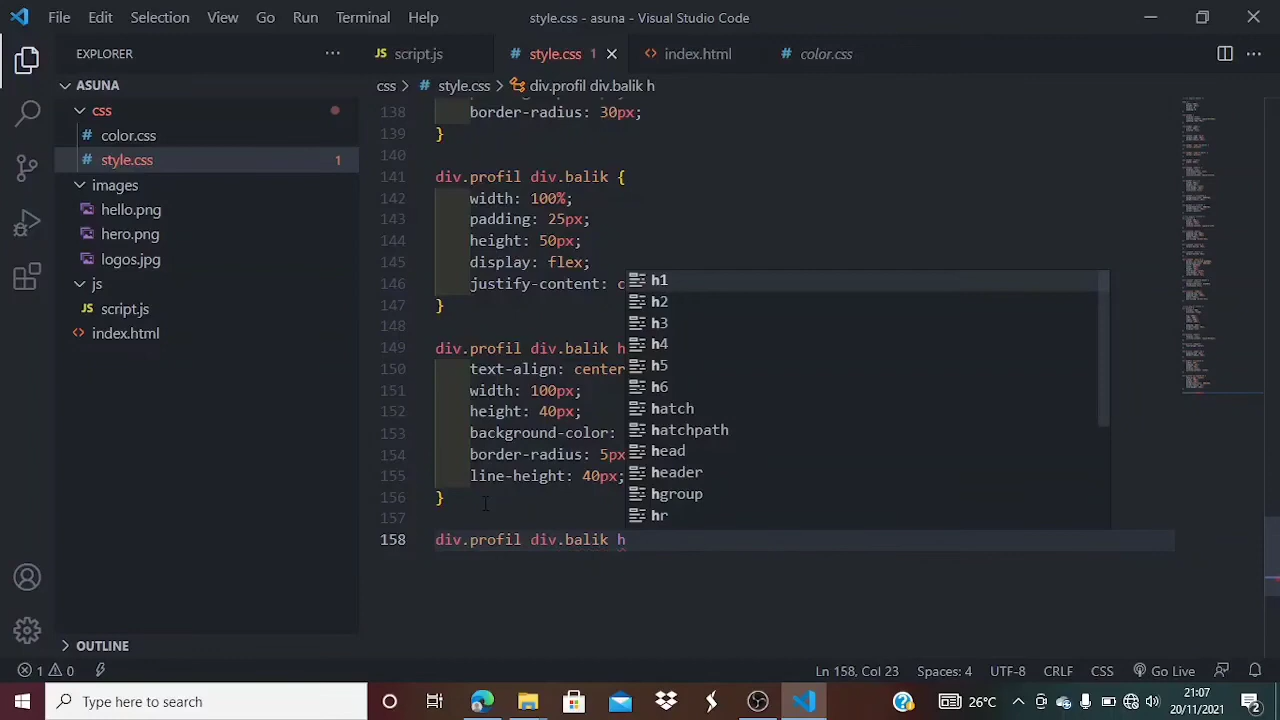 File Edit Selection View Go Run Terminal Help style.css - asuna - Visual Studio Code
EXPLORER
script.js style.css 1 index.html color.css
ASUNA
css > style.css > div.profil div.balik h
css
color.css
style.css 1
images
hello.png
hero.png
logos.jpg
js
script.js
index.html
OUTLINE
138 border-radius: 30px;
139 }
140
141 div.profil div.balik {
142 width: 100%;
143 padding: 25px;
144 height: 50px;
145 display: flex;
146 justify-content: c
147 }
148
149 div.profil div.balik h
150 text-align: center
151 width: 100px;
152 height: 40px;
153 background-color:
154 border-radius: 5px
155 line-height: 40px;
156 }
157
158 div.profil div.balik h
h1
h2
h3
h4
h5
h6
hatch
hatchpath
head
header
hgroup
hr
1 0 Ln 158, Col 23 Spaces: 4 UTF-8 CRLF CSS Go Live
Type here to search 26°C 21:07
20/11/2021 2